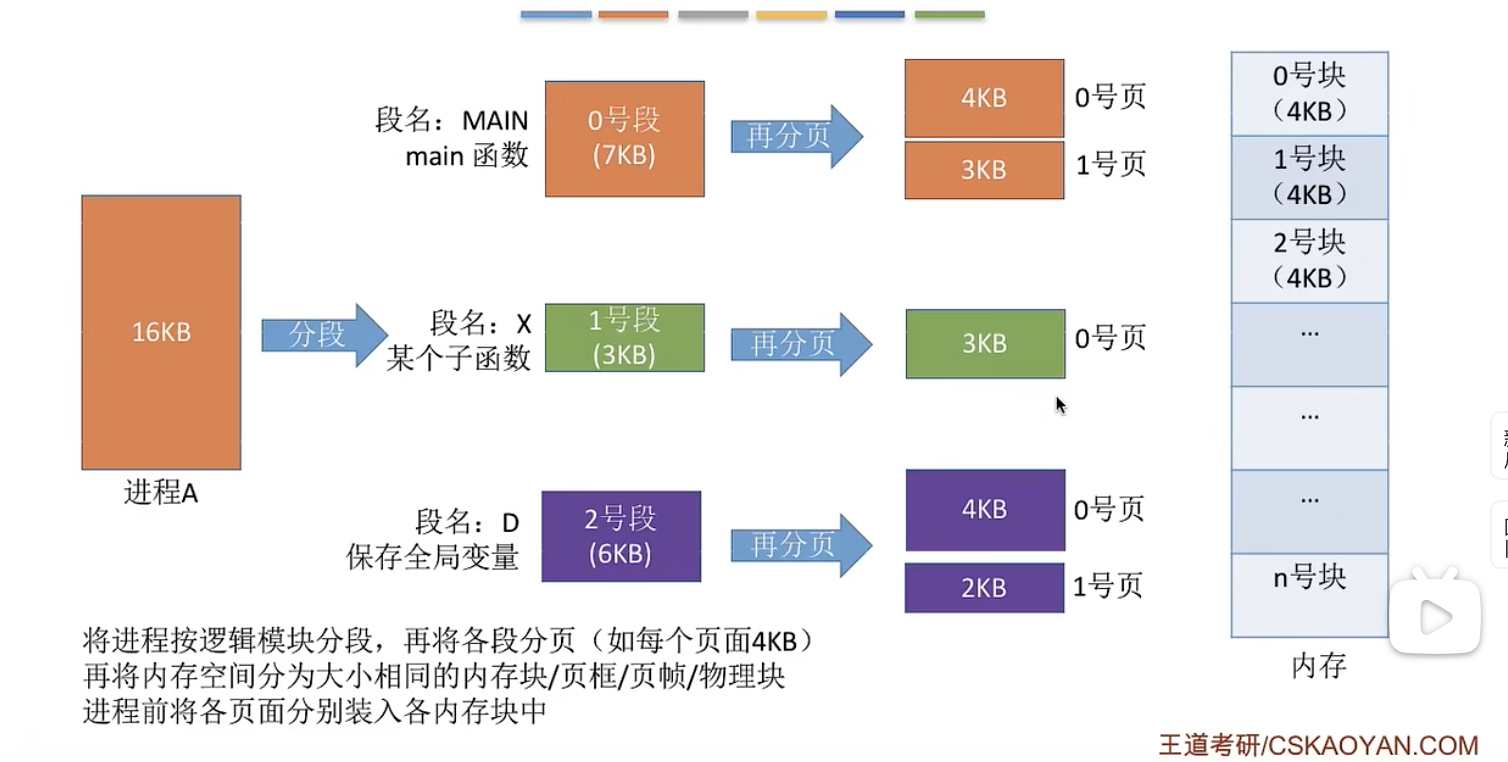 段名：MAIN
main 函数
0号段
(7KB)
再分页
4KB
0号页
3KB
1号页
16KB
进程A
分段
段名：X
某个子函数
1号段
(3KB)
再分页
3KB
0号页
段名：D
保存全局变量
2号段
(6KB)
再分页
4KB
0号页
2KB
1号页
0号块
（4KB）
1号块
（4KB）
2号块
（4KB）
...
...
...
n号块
内存
将进程按逻辑模块分段，再将各段分页（如每个页面4KB）
再将内存空间分为大小相同的内存块/页框/页帧/物理块
进程前将各页面分别装入各内存块中
王道考研/CSKAOYAN.COM